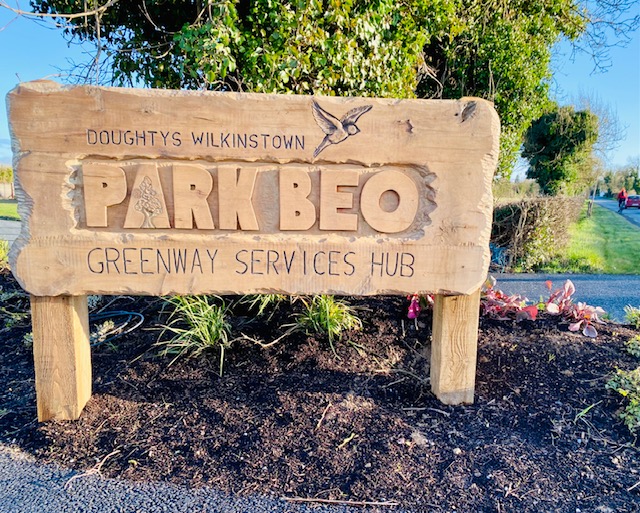 DOUGHTYS WILKINSTOWN
PARK BEO
GREENWAY SERVICES HUB